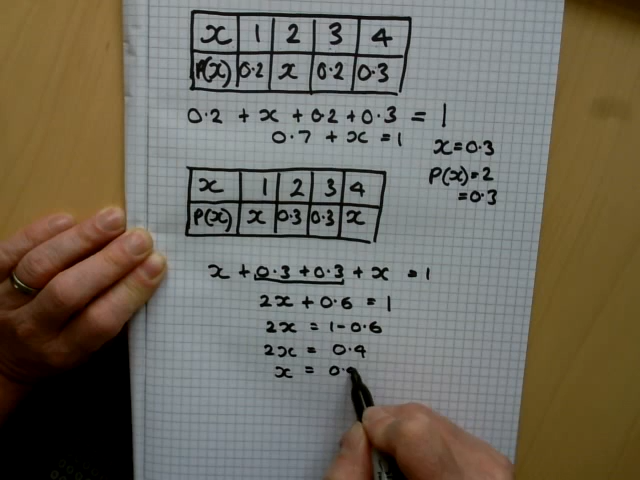 x 1 2 3 4
P(x) 0.2 x 0.2 0.3
0.2 + x + 0.2 + 0.3 = 1
0.7 + x = 1
x = 0.3
P(x) = 2
= 0.3
x 1 2 3 4
P(x) x 0.3 0.3 x
x + 0.3 + 0.3 + x = 1
2x + 0.6 = 1
2x = 1 - 0.6
2x = 0.4
x = 0.